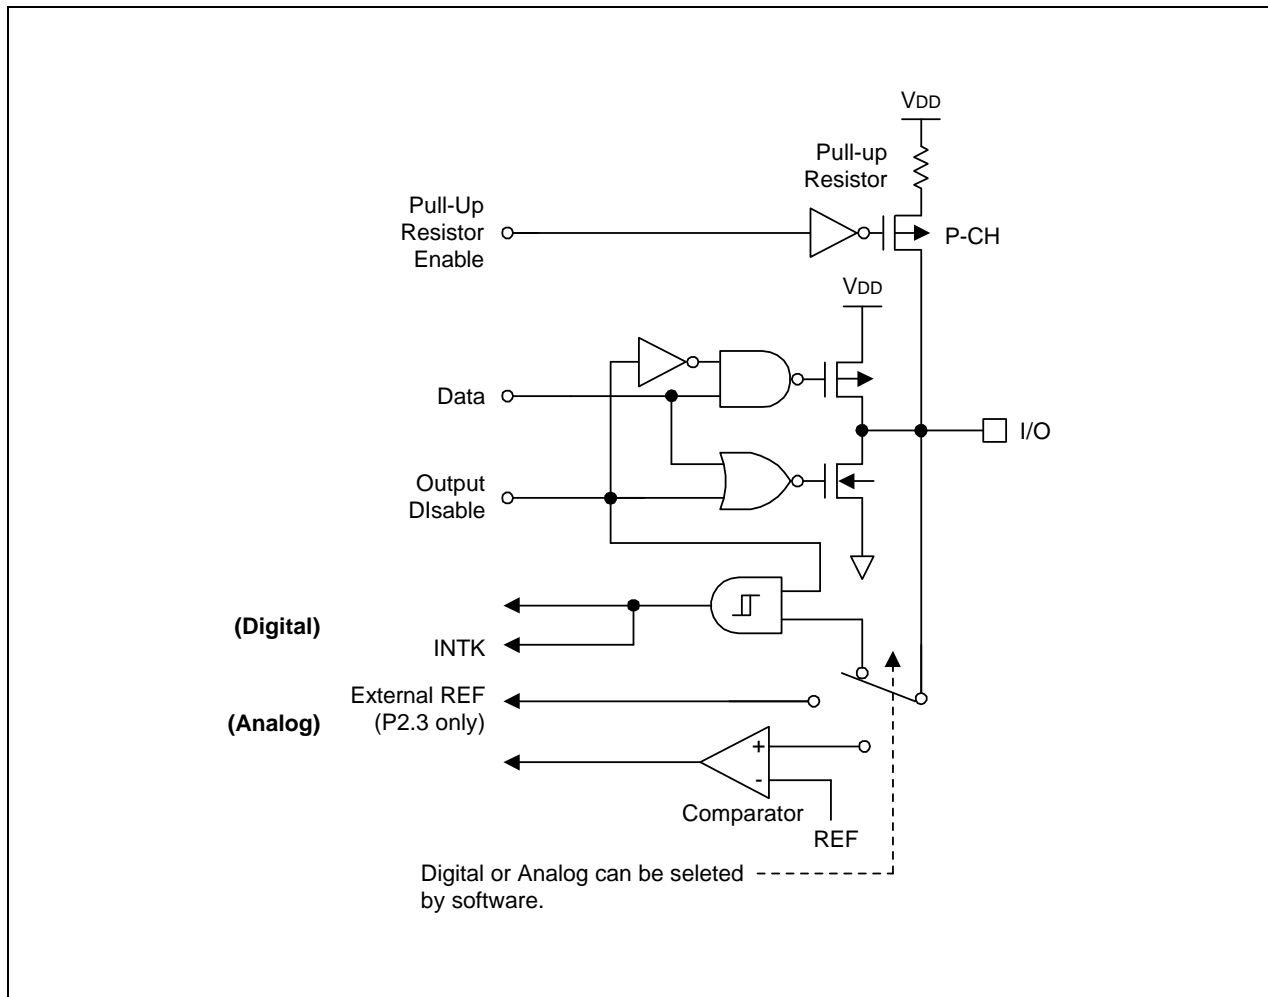 VDD
Pull-up
Resistor
Pull-Up
Resistor
Enable
P-CH
VDD
Data
I/O
Output
DIsable
(Digital)
INTK
External REF
(P2.3 only)
(Analog)
+
-
Comparator
REF
Digital or Analog can be seleted
by software.